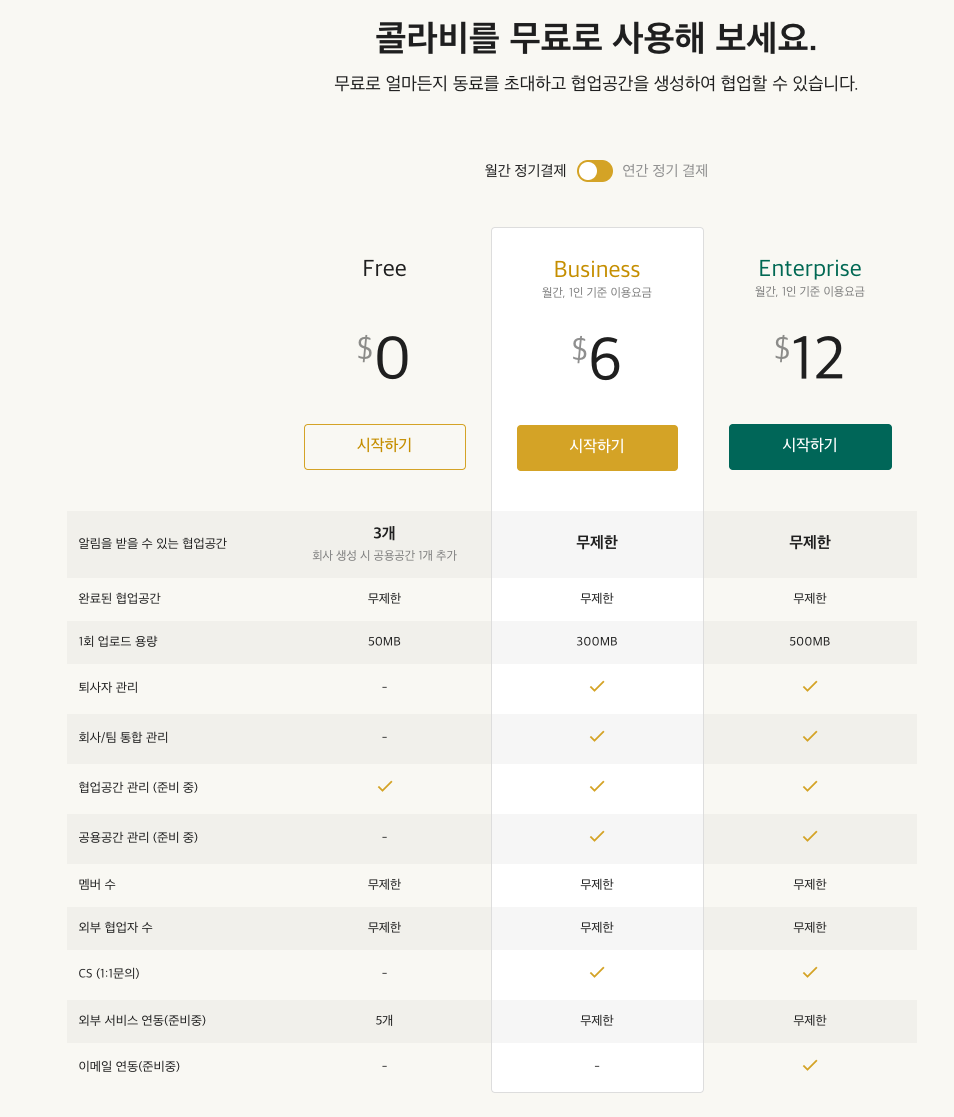 콜라비를 무료로 사용해 보세요.
무료로 얼마든지 동료를 초대하고 협업공간을 생성하여 협업할 수 있습니다.
월간 정기결제 연간 정기 결제
Free
Business
월간, 1인 기준 이용요금
Enterprise
월간, 1인 기준 이용요금
$0 $6 $12
시작하기 시작하기 시작하기
알림을 받을 수 있는 협업공간 3개 무제한 무제한
회사 생성 시 공용공간 1개 추가
완료된 협업공간 무제한 무제한 무제한
1회 업로드 용량 50MB 300MB 500MB
퇴사자 관리 - ✓ ✓
회사/팀 통합 관리 - ✓ ✓
협업공간 관리 (준비 중) ✓ ✓ ✓
공용공간 관리 (준비 중) - ✓ ✓
멤버 수 무제한 무제한 무제한
외부 협업자 수 무제한 무제한 무제한
CS (1:1문의) - ✓ ✓
외부 서비스 연동(준비중) 5개 무제한 무제한
이메일 연동(준비중) - - ✓